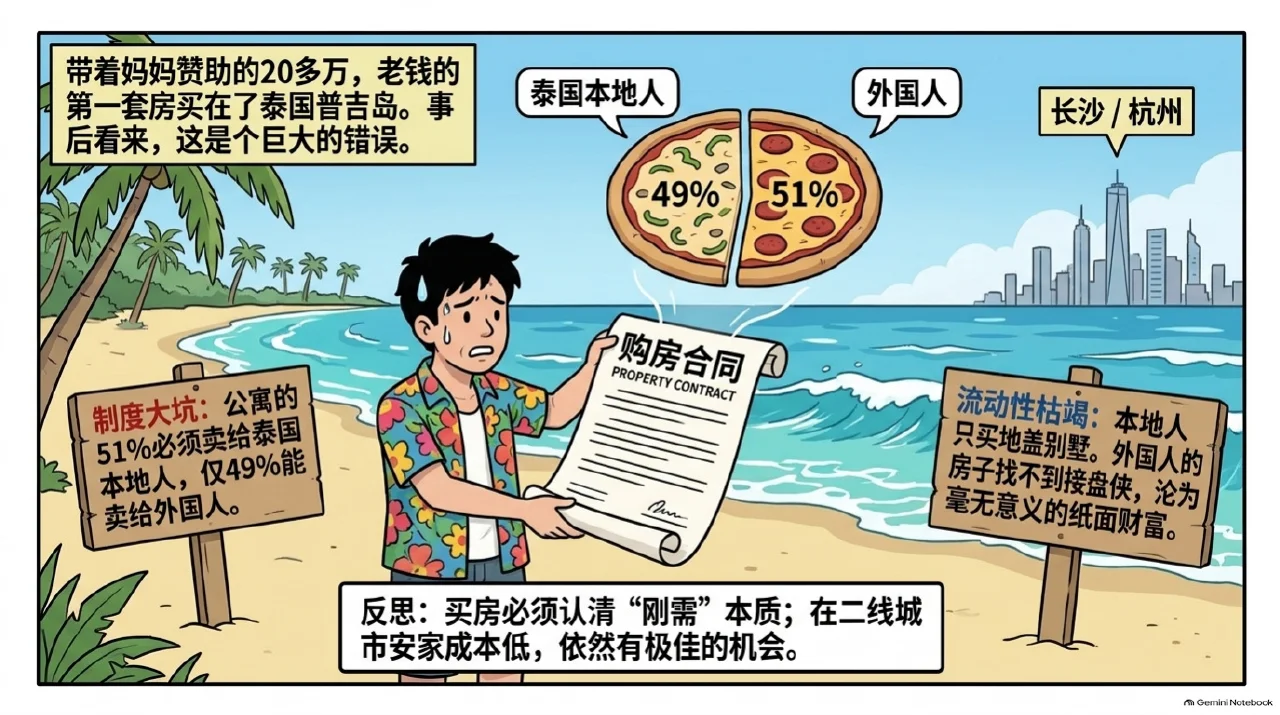 带着妈妈赞助的20多万，老钱的
第一套房买在了泰国普吉岛。事
后看来，这是个巨大的错误。
泰国本地人
外国人
长沙 / 杭州
49%
51%
购房合同
PROPERTY CONTRACT
制度大坑：公寓的
51%必须卖给泰国
本地人，仅49%能
卖给外国人。
流动性枯竭：本地人
只买地盖别墅。外国人的
房子找不到接盘侠，沦为
毫无意义的纸面财富。
反思：买房必须认清“刚需”本质；在二线城
市安家成本低，依然有极佳的机会。
Gemini Notebook